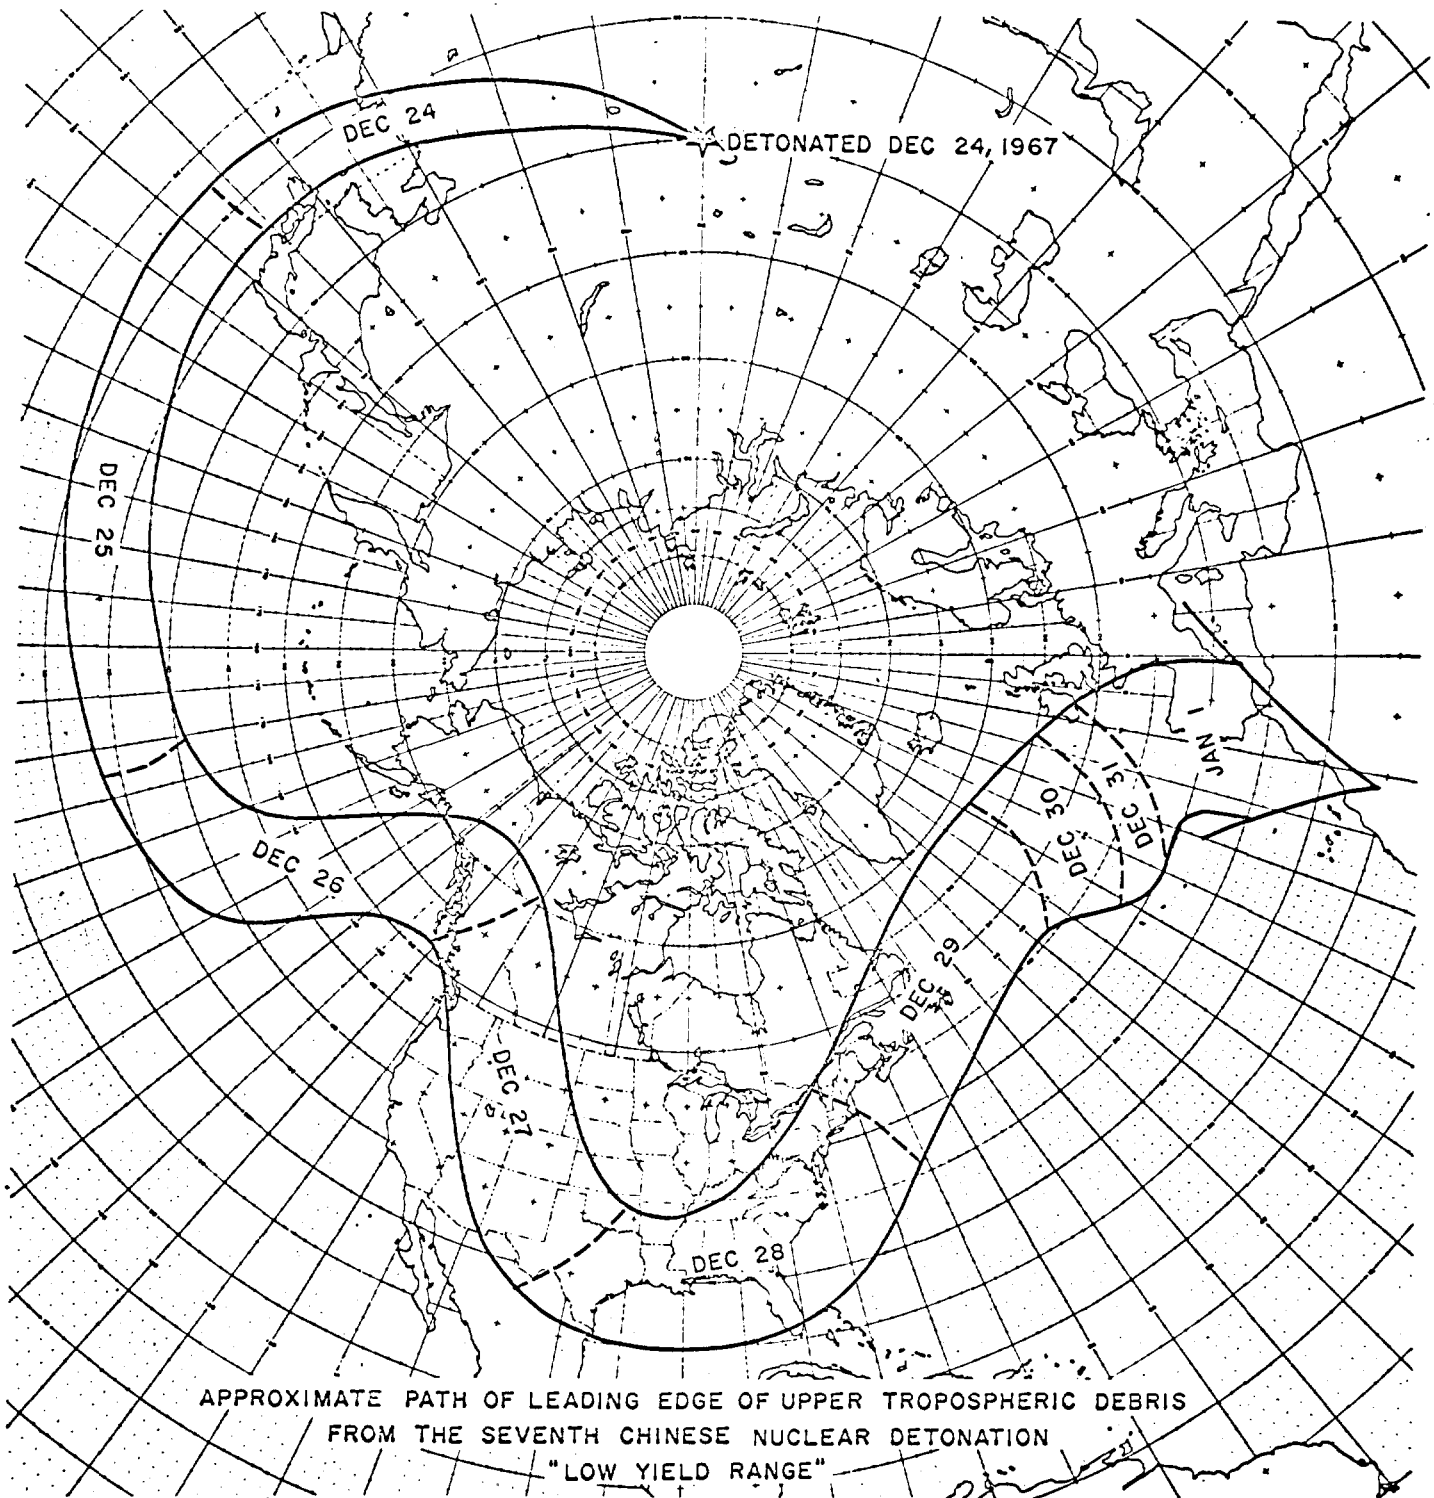 DEC 24
DETONATED DEC 24, 1967
DEC 25
DEC 26
DEC 27
DEC 28
DEC 29
DEC 30
DEC 31
JAN 1
APPROXIMATE PATH OF LEADING EDGE OF UPPER TROPOSPHERIC DEBRIS
FROM THE SEVENTH CHINESE NUCLEAR DETONATION
"LOW YIELD RANGE"